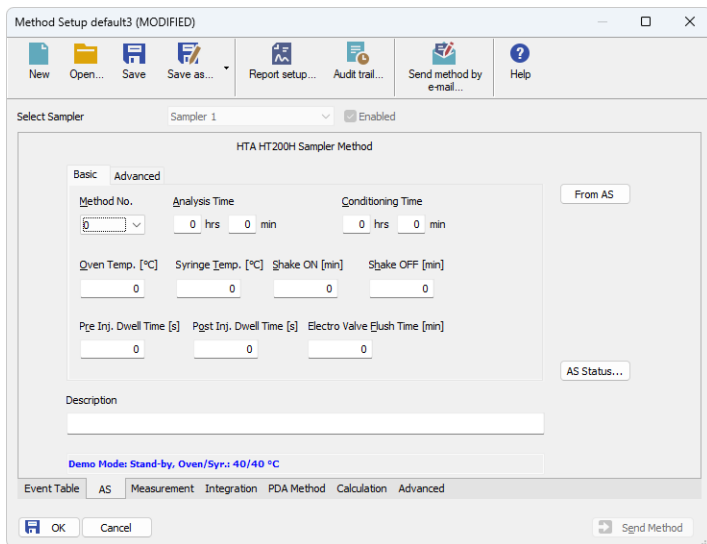 Method Setup default3 (MODIFIED)
New Open... Save Save as... Report setup... Audit trail... Send method by e-mail... Help
Select Sampler Sampler 1 Enabled
HTA HT200H Sampler Method
Basic Advanced
From AS
Method No. Analysis Time Conditioning Time
0 0 hrs 0 min 0 hrs 0 min
Oven Temp. [°C] Syringe Temp. [°C] Shake ON [min] Shake OFF [min]
0 0 0 0
Pre Inj. Dwell Time [s] Post Inj. Dwell Time [s] Electro Valve Flush Time [min]
0 0 0
AS Status...
Description
Demo Mode: Stand-by, Oven/Syr.: 40/40 °C
Event Table AS Measurement Integration PDA Method Calculation Advanced
OK Cancel Send Method